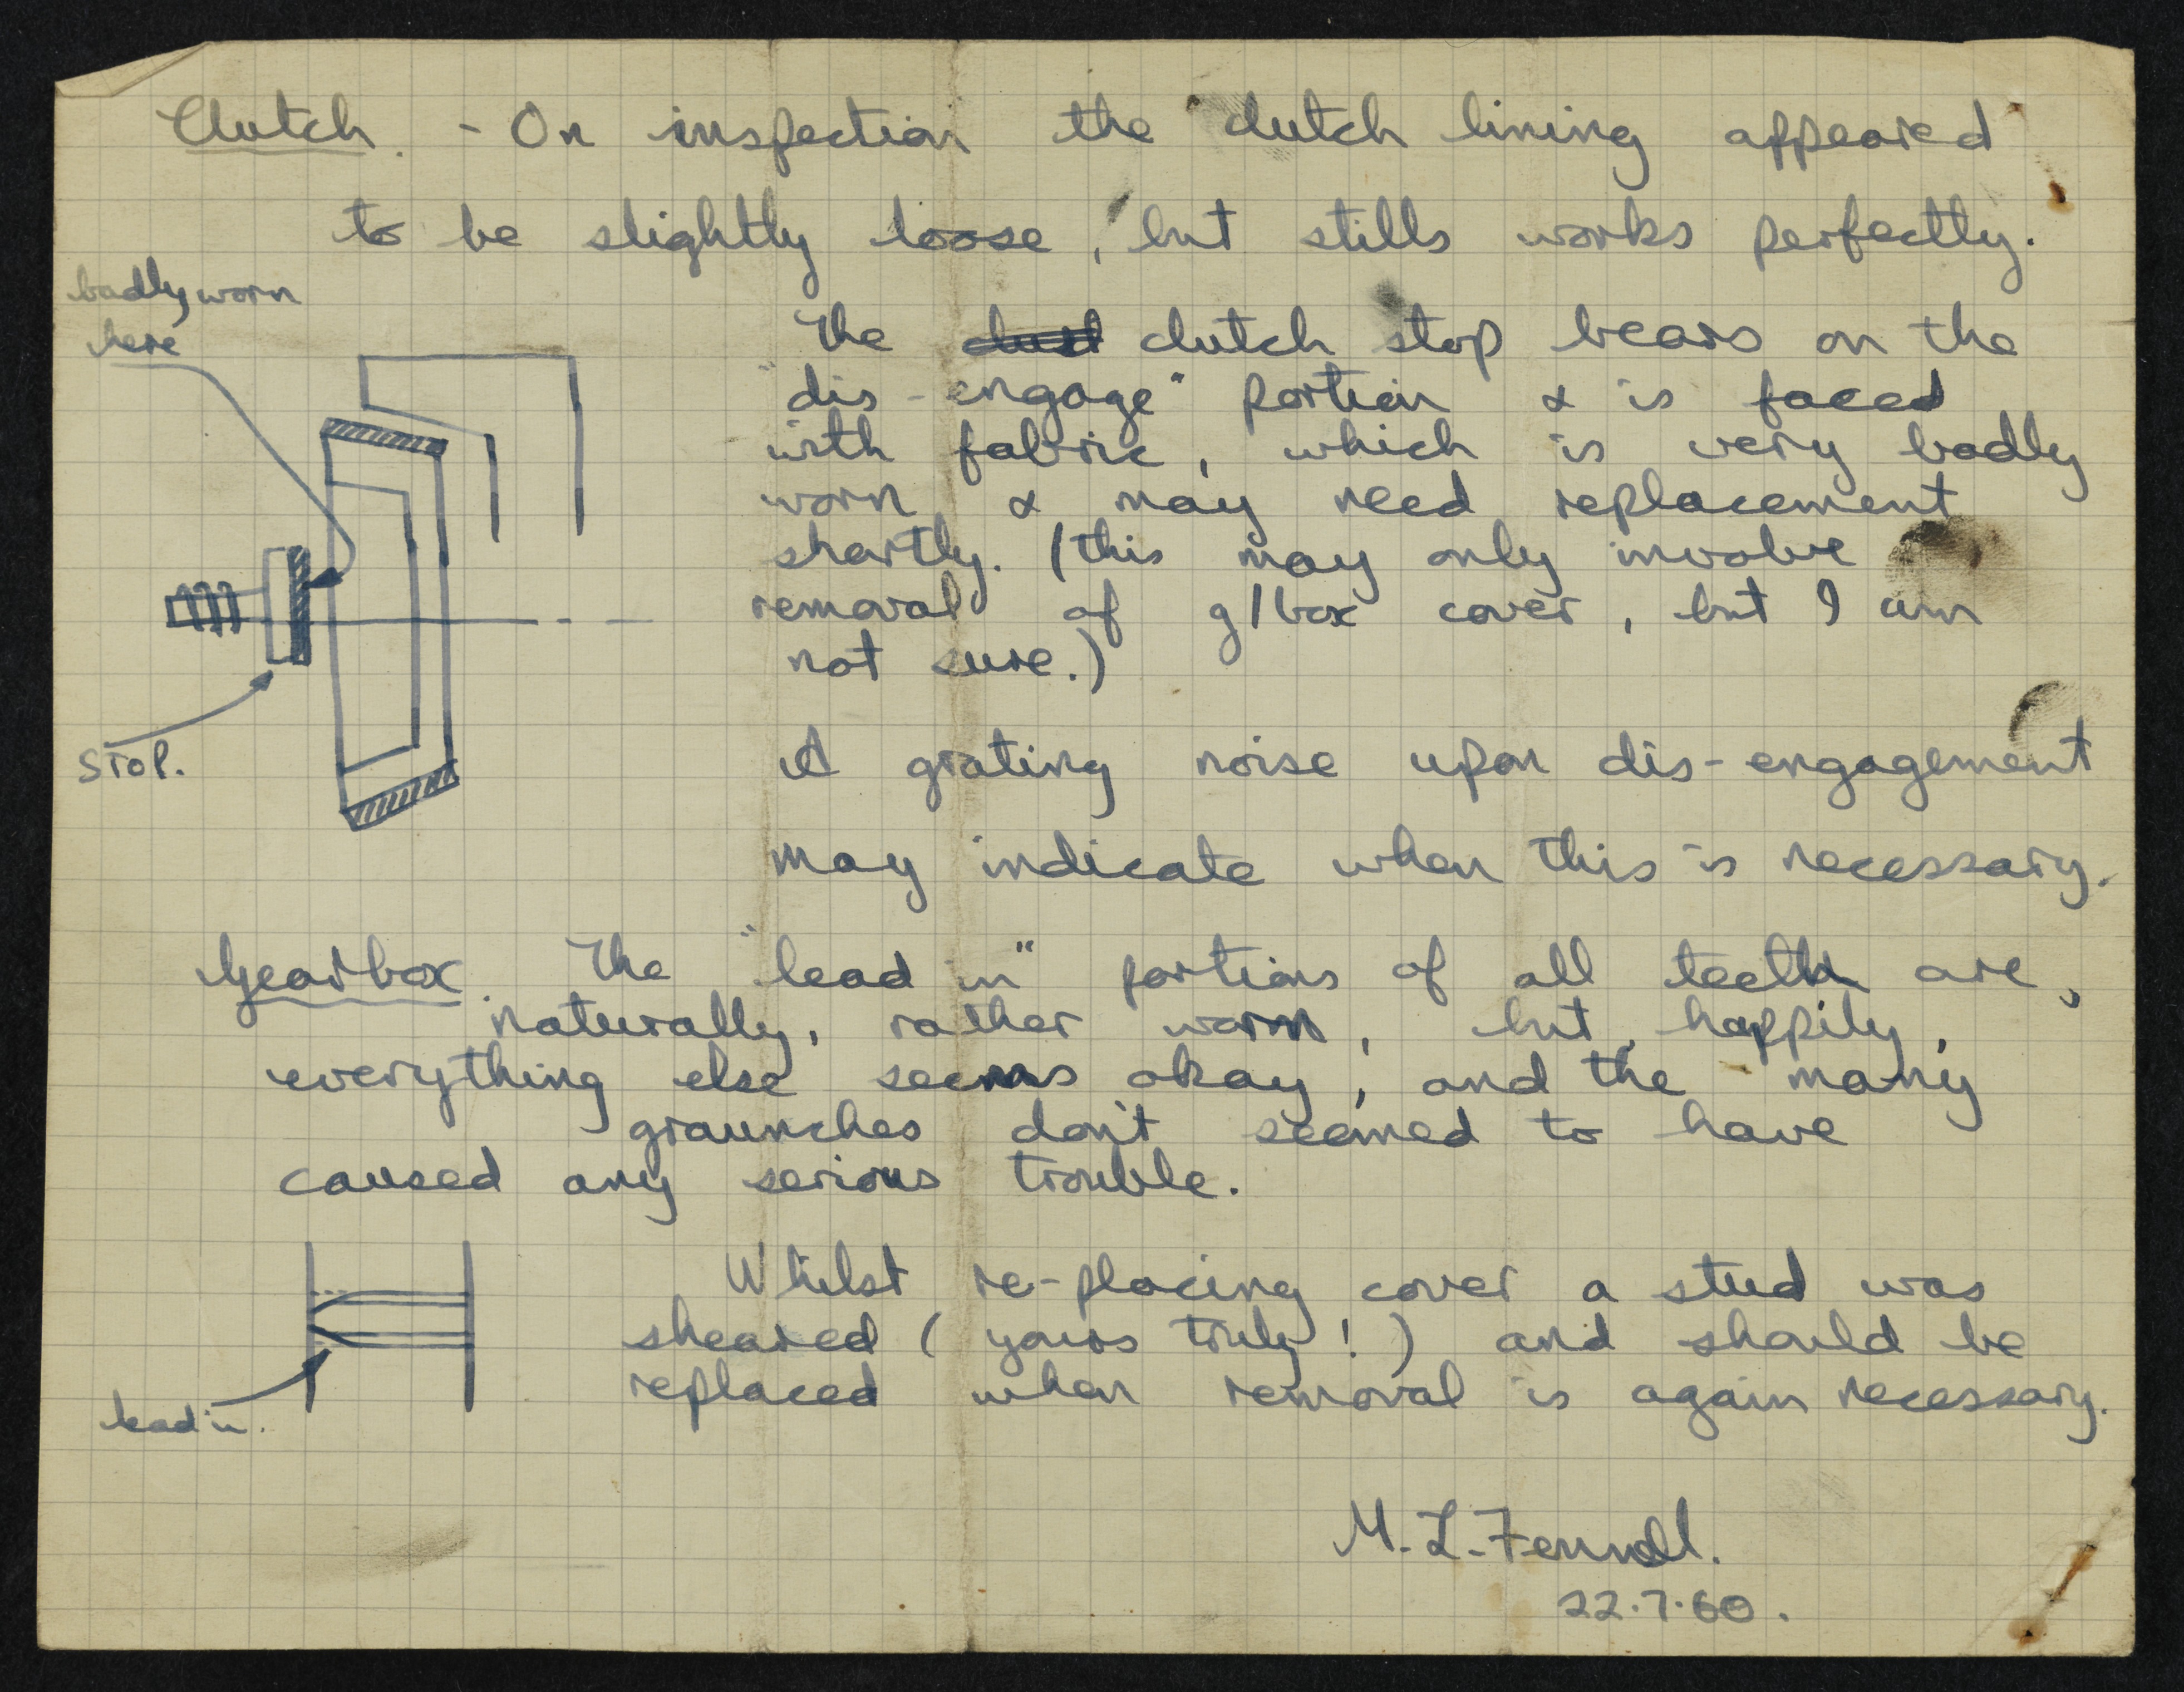 Clutch. - On inspection the clutch lining appeared
to be slightly loose, but stills works perfectly.
badly worn
here
The clutch stop bears on the
"dis-engage" portion & is faced
with fabric, which is very badly
worn & may need replacement
shortly. (this may only involve
removal of g/box cover, but I am
not sure.)
STOP.
A grating noise upon dis-engagement
may indicate when this is necessary.
Gearbox. The "lead in" portions of all teeth are,
naturally, rather worn, but, happily,
everything else seems okay, and the many
graunches don't seemed to have
caused any serious trouble.
Whilst re-placing cover a stud was
sheared (yours truly!) and should be
replaced when removal is again necessary.
lead in.
M. L.
22.7.60.